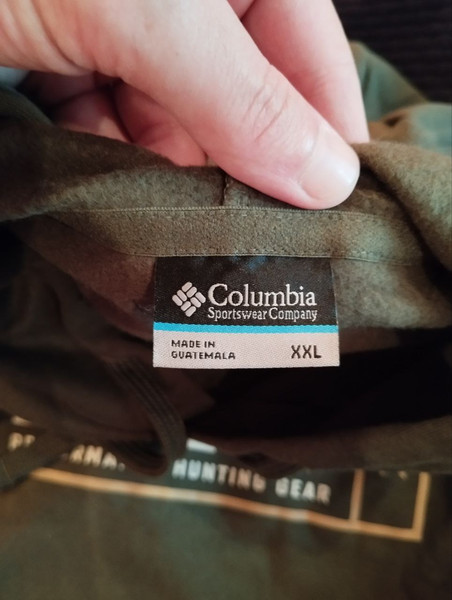 Columbia
Sportswear Company
MADE IN
GUATEMALA
XXL
HUNTING GEAR